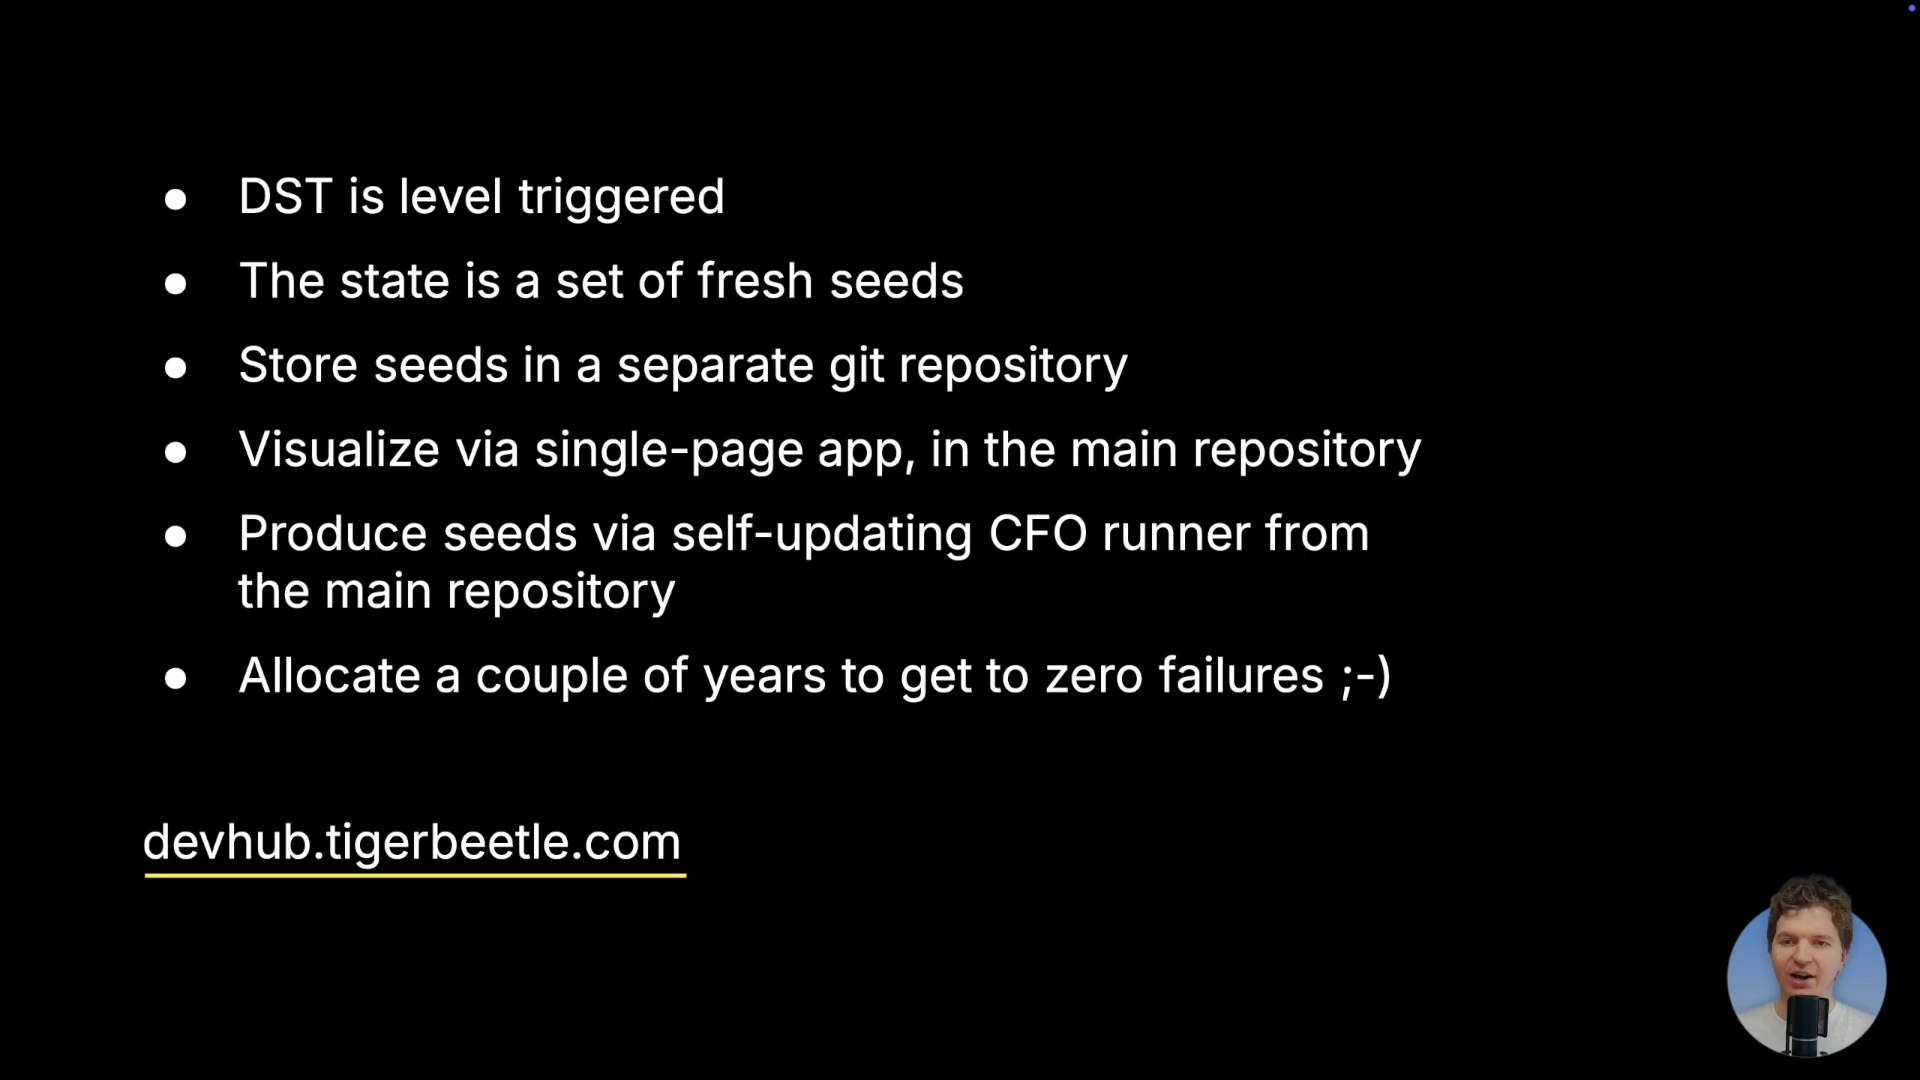 ● DST is level triggered
● The state is a set of fresh seeds
● Store seeds in a separate git repository
● Visualize via single-page app, in the main repository
● Produce seeds via self-updating CFO runner from
the main repository
● Allocate a couple of years to get to zero failures ;-)
devhub.tigerbeetle.com